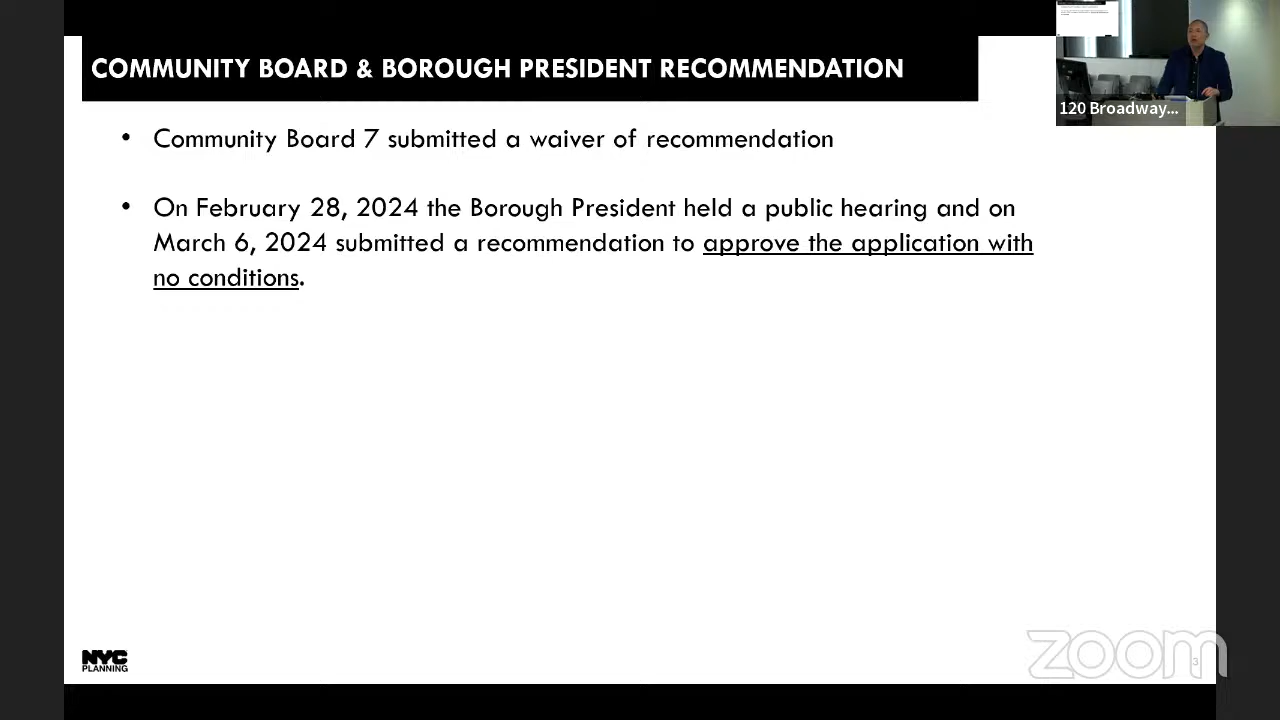 COMMUNITY BOARD & BOROUGH PRESIDENT RECOMMENDATION
120 Broadway...
• Community Board 7 submitted a waiver of recommendation
• On February 28, 2024 the Borough President held a public hearing and on
March 6, 2024 submitted a recommendation to approve the application with
no conditions.
NYC
PLANNING
zoom
3